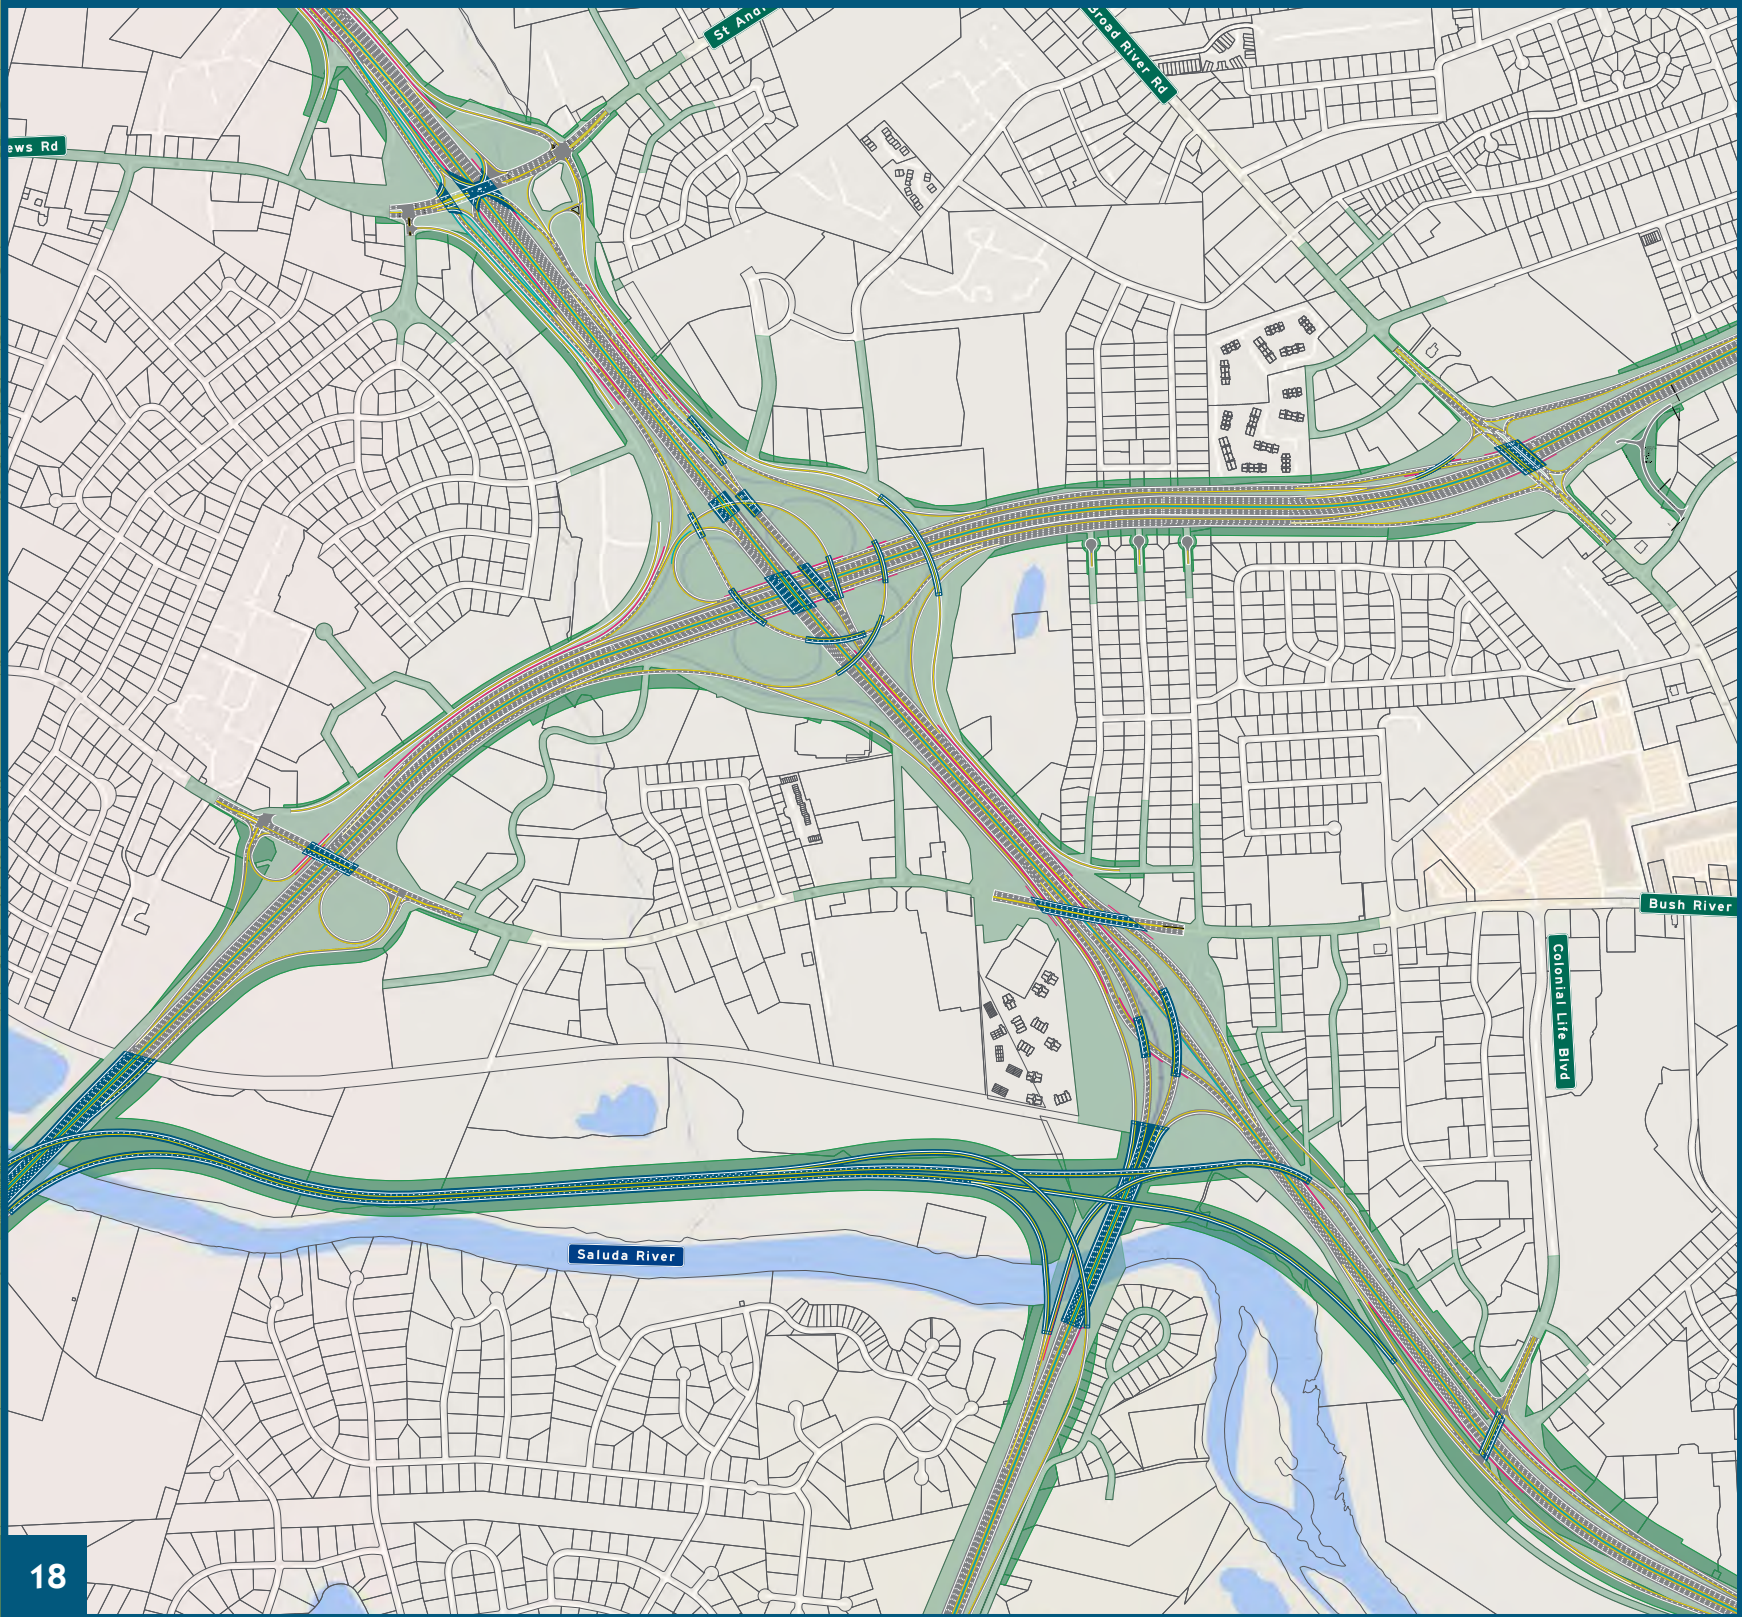 St And
Broad River Rd
ews Rd
Bush River
Colonial Life Blvd
Saluda River
18